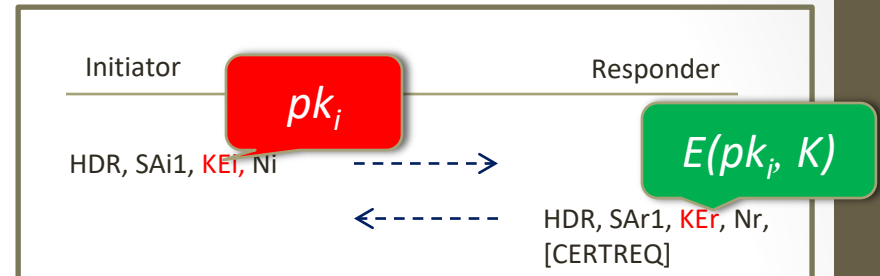 Initiator
Responder
pkᵢ
E(pkᵢ, K)
HDR, SAi1, KEi, Ni
HDR, SAr1, KEr, Nr,
[CERTREQ]